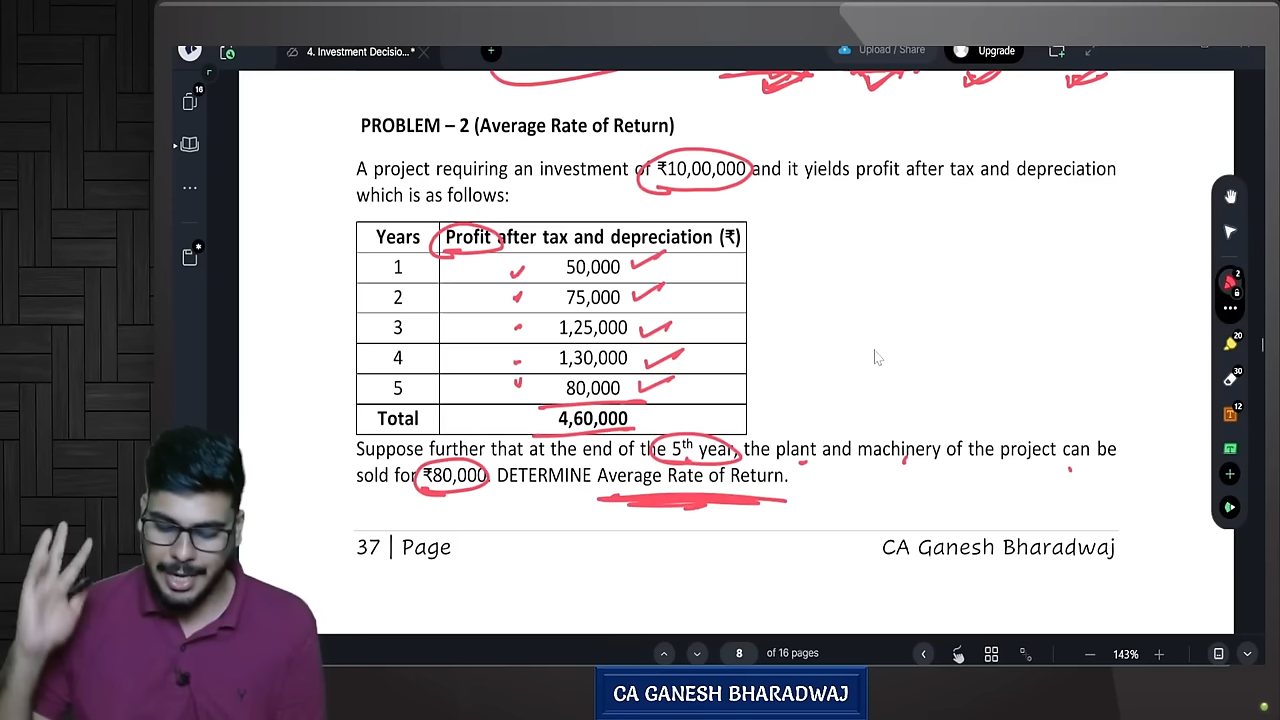 4. Investment Decisio...*
Upload / Share
Upgrade
16
PROBLEM – 2 (Average Rate of Return)
A project requiring an investment of ₹10,00,000 and it yields profit after tax and depreciation
which is as follows:
Years Profit after tax and depreciation (₹)
1 50,000
2 75,000
3 1,25,000
4 1,30,000
5 80,000
Total 4,60,000
Suppose further that at the end of the 5th year, the plant and machinery of the project can be
sold for ₹80,000. DETERMINE Average Rate of Return.
37 | Page CA Ganesh Bharadwaj
2
20
30
12
8 of 16 pages
143%
CA GANESH BHARADWAJ